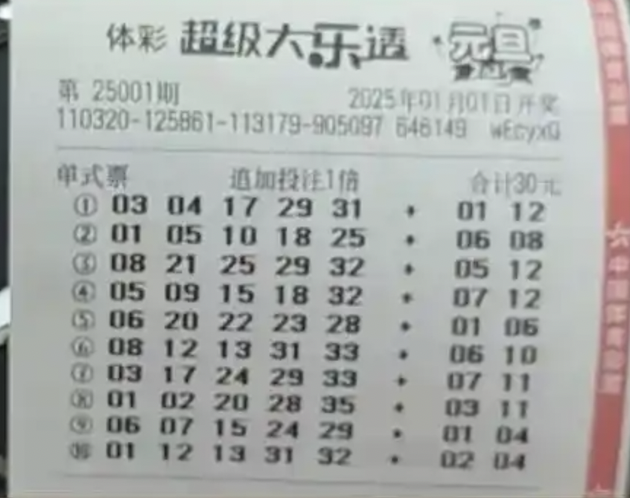 体彩 超级大乐透 元旦
第 25001期 2025年01月01日开奖
110320-125861-113179-905097 646149 wEcyxQ
单式票 追加投注1倍 合计30元
① 03 04 17 29 31 + 01 12
② 01 05 10 18 25 + 06 08
③ 08 21 25 29 32 + 05 12
④ 05 09 15 18 32 + 07 12
⑤ 06 20 22 23 28 + 01 06
⑥ 08 12 13 31 33 + 06 10
⑦ 03 17 24 29 33 + 07 11
⑧ 01 02 20 28 35 + 03 11
⑨ 06 07 15 24 29 + 01 04
⑩ 01 12 13 31 32 + 02 04